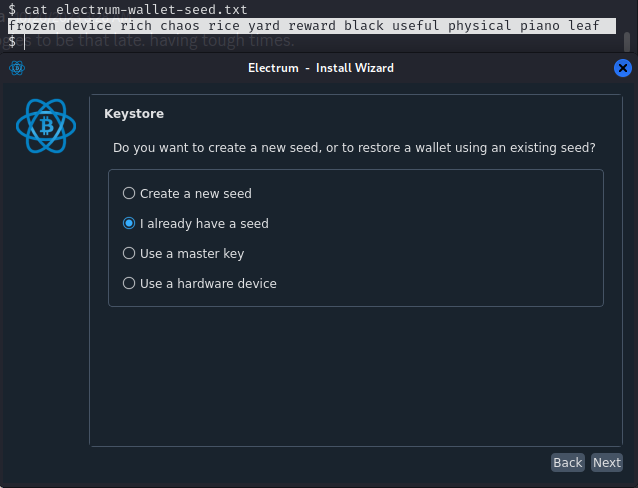 $ cat electrum-wallet-seed.txt
frozen device rich chaos rice yard reward black useful physical piano leaf
$
to be that late. having tough times.
Electrum - Install Wizard
Keystore
Do you want to create a new seed, or to restore a wallet using an existing seed?
Create a new seed
I already have a seed
Use a master key
Use a hardware device
Back Next